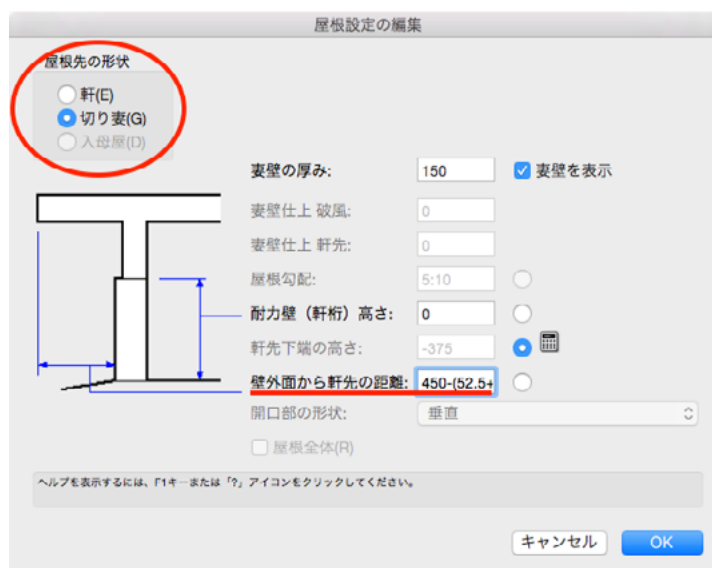 屋根設定の編集
屋根先の形状
軒(E)
切り妻(G)
入母屋(D)
妻壁の厚み: 150 妻壁を表示
妻壁仕上 破風: 0
妻壁仕上 軒先: 0
屋根勾配: 5:10
耐力壁（軒桁）高さ: 0
軒先下端の高さ: -375
壁外面から軒先の距離: 450-(52.5+
開口部の形状: 垂直
屋根全体(R)
ヘルプを表示するには、F1キーまたは「?」アイコンをクリックしてください。
キャンセル OK